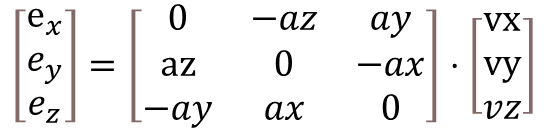 [e_x] = [0 −az ay] · [vx]
[e_y] = [az 0 −ax] · [vy]
[e_z] = [−ay ax 0] · [vz]